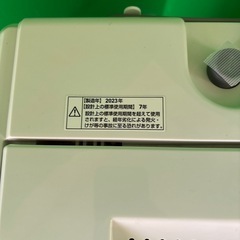 【製造年】2023年
【設計上の標準使用期間】7年
設計上の標準使用期間を超えて使用
されますと、経年劣化による発火・
けが等の事故に至る恐れがあります。